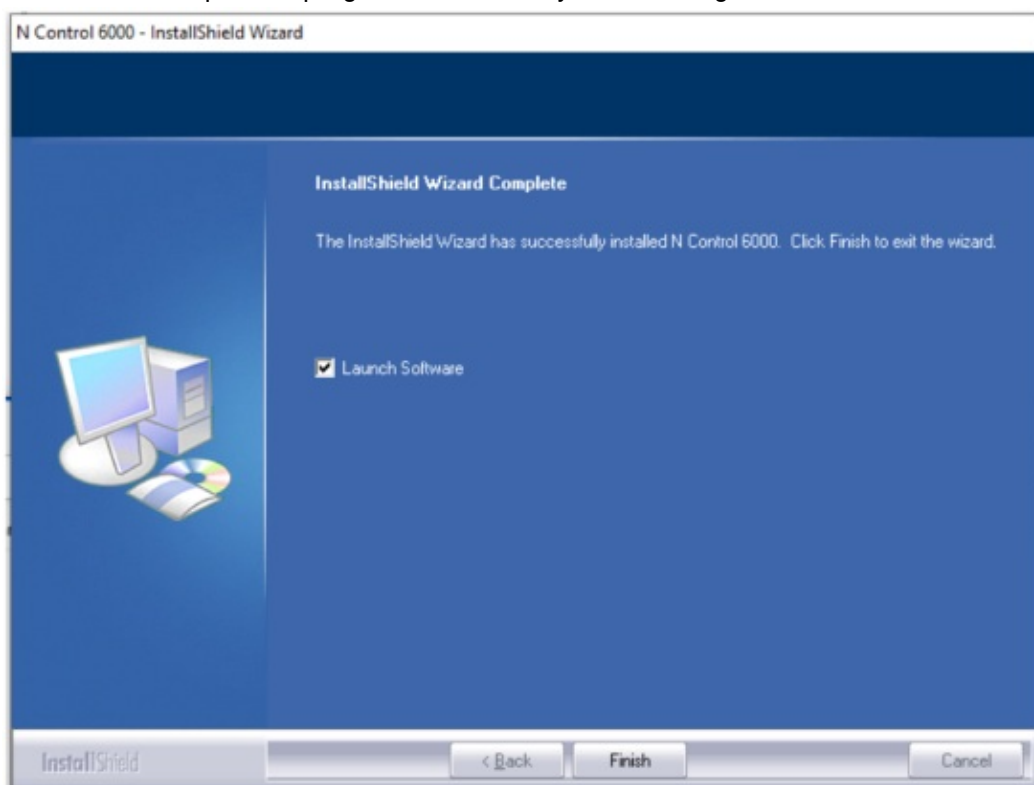 N Control 6000 - InstallShield Wizard
InstallShield Wizard Complete
The InstallShield Wizard has successfully installed N Control 6000. Click Finish to exit the wizard.
Launch Software
InstallShield
< Back
Finish
Cancel